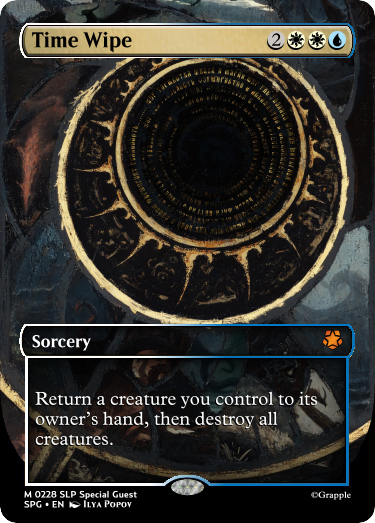 Time Wipe 2
Sorcery
Return a creature you control to its
owner's hand, then destroy all
creatures.
M 0228 SLP Special Guest
SPG • EN Ilya Popov
©Grapple